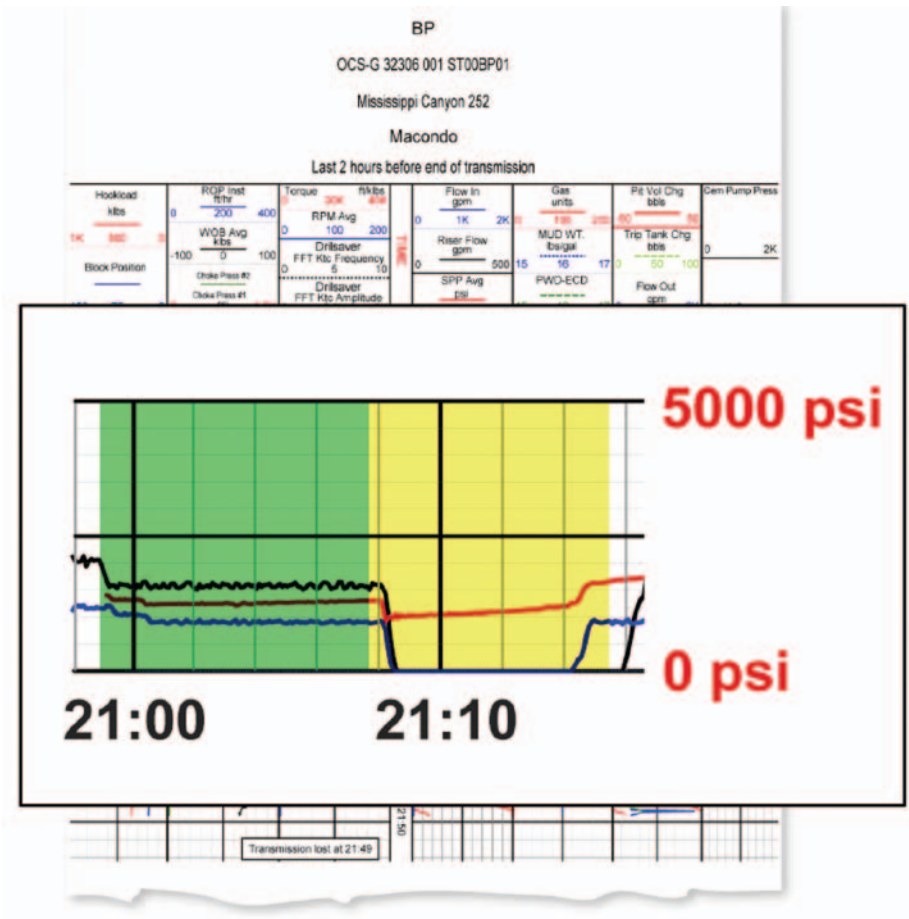 BP
OCS-G 32306 001 ST00BP01
Mississippi Canyon 252
Macondo
Last 2 hours before end of transmission
Hookload
klbs
Block Position
ROP Inst
ft/hr
0 200 400
WOB Avg
klbs
-100 0 100
Choke Press #2
Choke Press #1
Torque ft/klbs
RPM Avg
0 100 200
Drilsaver
FFT Ktc Frequency
0 5 10
Drilsaver
FFT Ktc Amplitude
TIME
Flow In
gpm
0 1K 2K
Riser Flow
gpm
0 500
SPP Avg
psi
Gas
units
MUD WT.
lbs/gal
15 16 17
PWD-ECD
Pit Vol Chg
bbls
Trip Tank Chg
bbls
0 50 100
Flow Out
gpm
Cem Pump Press
0 2K
5000 psi
0 psi
21:00
21:10
21:50
Transmission lost at 21:49